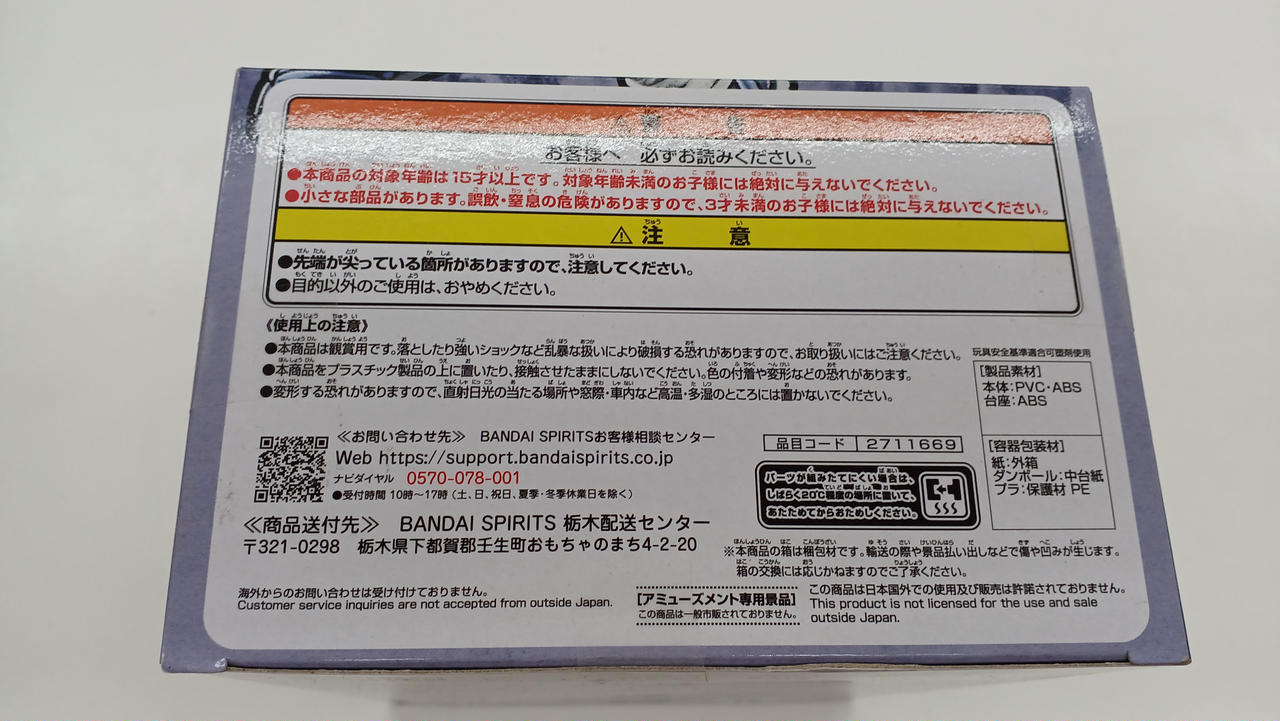 ⚠ 警 告
お客様へ 必ずお読みください。
●本商品の対象年齢は15才以上です。対象年齢未満のお子様には絶対に与えないでください。
●小さな部品があります。誤飲・窒息の危険がありますので、3才未満のお子様には絶対に与えないでください。
⚠ 注 意
●先端が尖っている箇所がありますので、注意してください。
●目的以外のご使用は、おやめください。
《使用上の注意》
●本商品は観賞用です。落としたり強いショックなど乱暴な扱いにより破損する恐れがありますので、お取り扱いにはご注意ください。
●本商品をプラスチック製品の上に置いたり、接触させたままにしないでください。色の付着や変形などの恐れがあります。
●変形する恐れがありますので、直射日光の当たる場所や窓際・車内など高温・多湿のところには置かないでください。
玩具安全基準適合可塑剤使用
[製品素材]
本体:PVC・ABS
台座:ABS
[容器包装材]
紙:外箱
ダンボール:中台紙
プラ:保護材 PE
≪お問い合わせ先≫ BANDAI SPIRITSお客様相談センター
Web https://support.bandaispirits.co.jp
ナビダイヤル 0570-078-001
●受付時間 10時~17時(土、日、祝日、夏季・冬季休業日を除く)
≪商品送付先≫ BANDAI SPIRITS 栃木配送センター
〒321-0298 栃木県下都賀郡壬生町おもちゃのまち4-2-20
品目コード 2711669
パーツが組みたてにくい場合は、
しばらく20℃程度の場所に置いて、
あたためてからおためしください。
※本商品の箱は梱包材です。輸送の際や景品払い出しなどで傷や凹みが生じます。
箱の交換には応じかねますのでご了承ください。
海外からのお問い合わせは受け付けておりません。
Customer service inquiries are not accepted from outside Japan.
[アミューズメント専用景品]
この商品は一般市販されておりません。
この商品は日本国外での使用及び販売は許諾されておりません。
This product is not licensed for the use and sale
outside Japan.